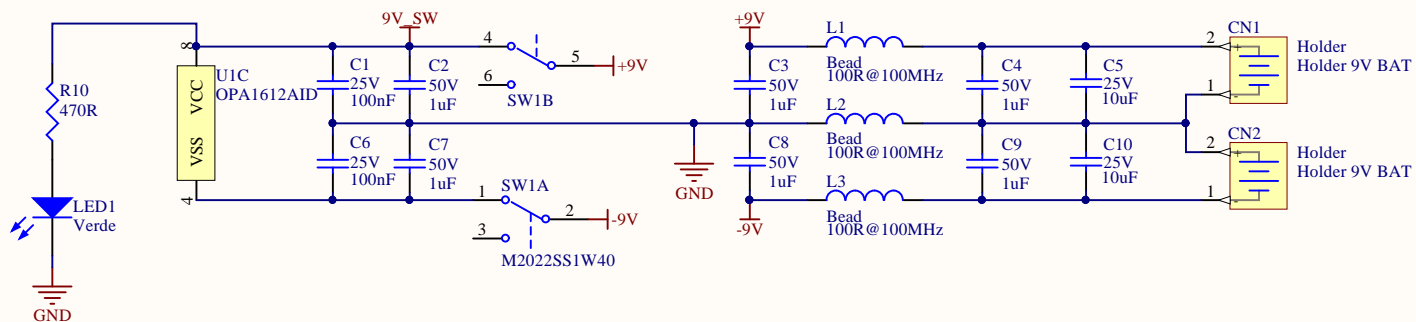 9V_SW
8
VCC
VSS
4
U1C
OPA1612AID
R10
470R
LED1
Verde
GND
C1
25V
100nF
C2
50V
1uF
C6
25V
100nF
C7
50V
1uF
4
5
6
+9V
SW1B
SW1A
1
2
3
-9V
M2022SS1W40
GND
+9V
C3
50V
1uF
C8
50V
1uF
-9V
L1
Bead
100R@100MHz
L2
Bead
100R@100MHz
L3
Bead
100R@100MHz
C4
50V
1uF
C5
25V
10uF
C9
50V
1uF
C10
25V
10uF
CN1
2
+
1
-
Holder
Holder 9V BAT
CN2
2
+
1
-
Holder
Holder 9V BAT